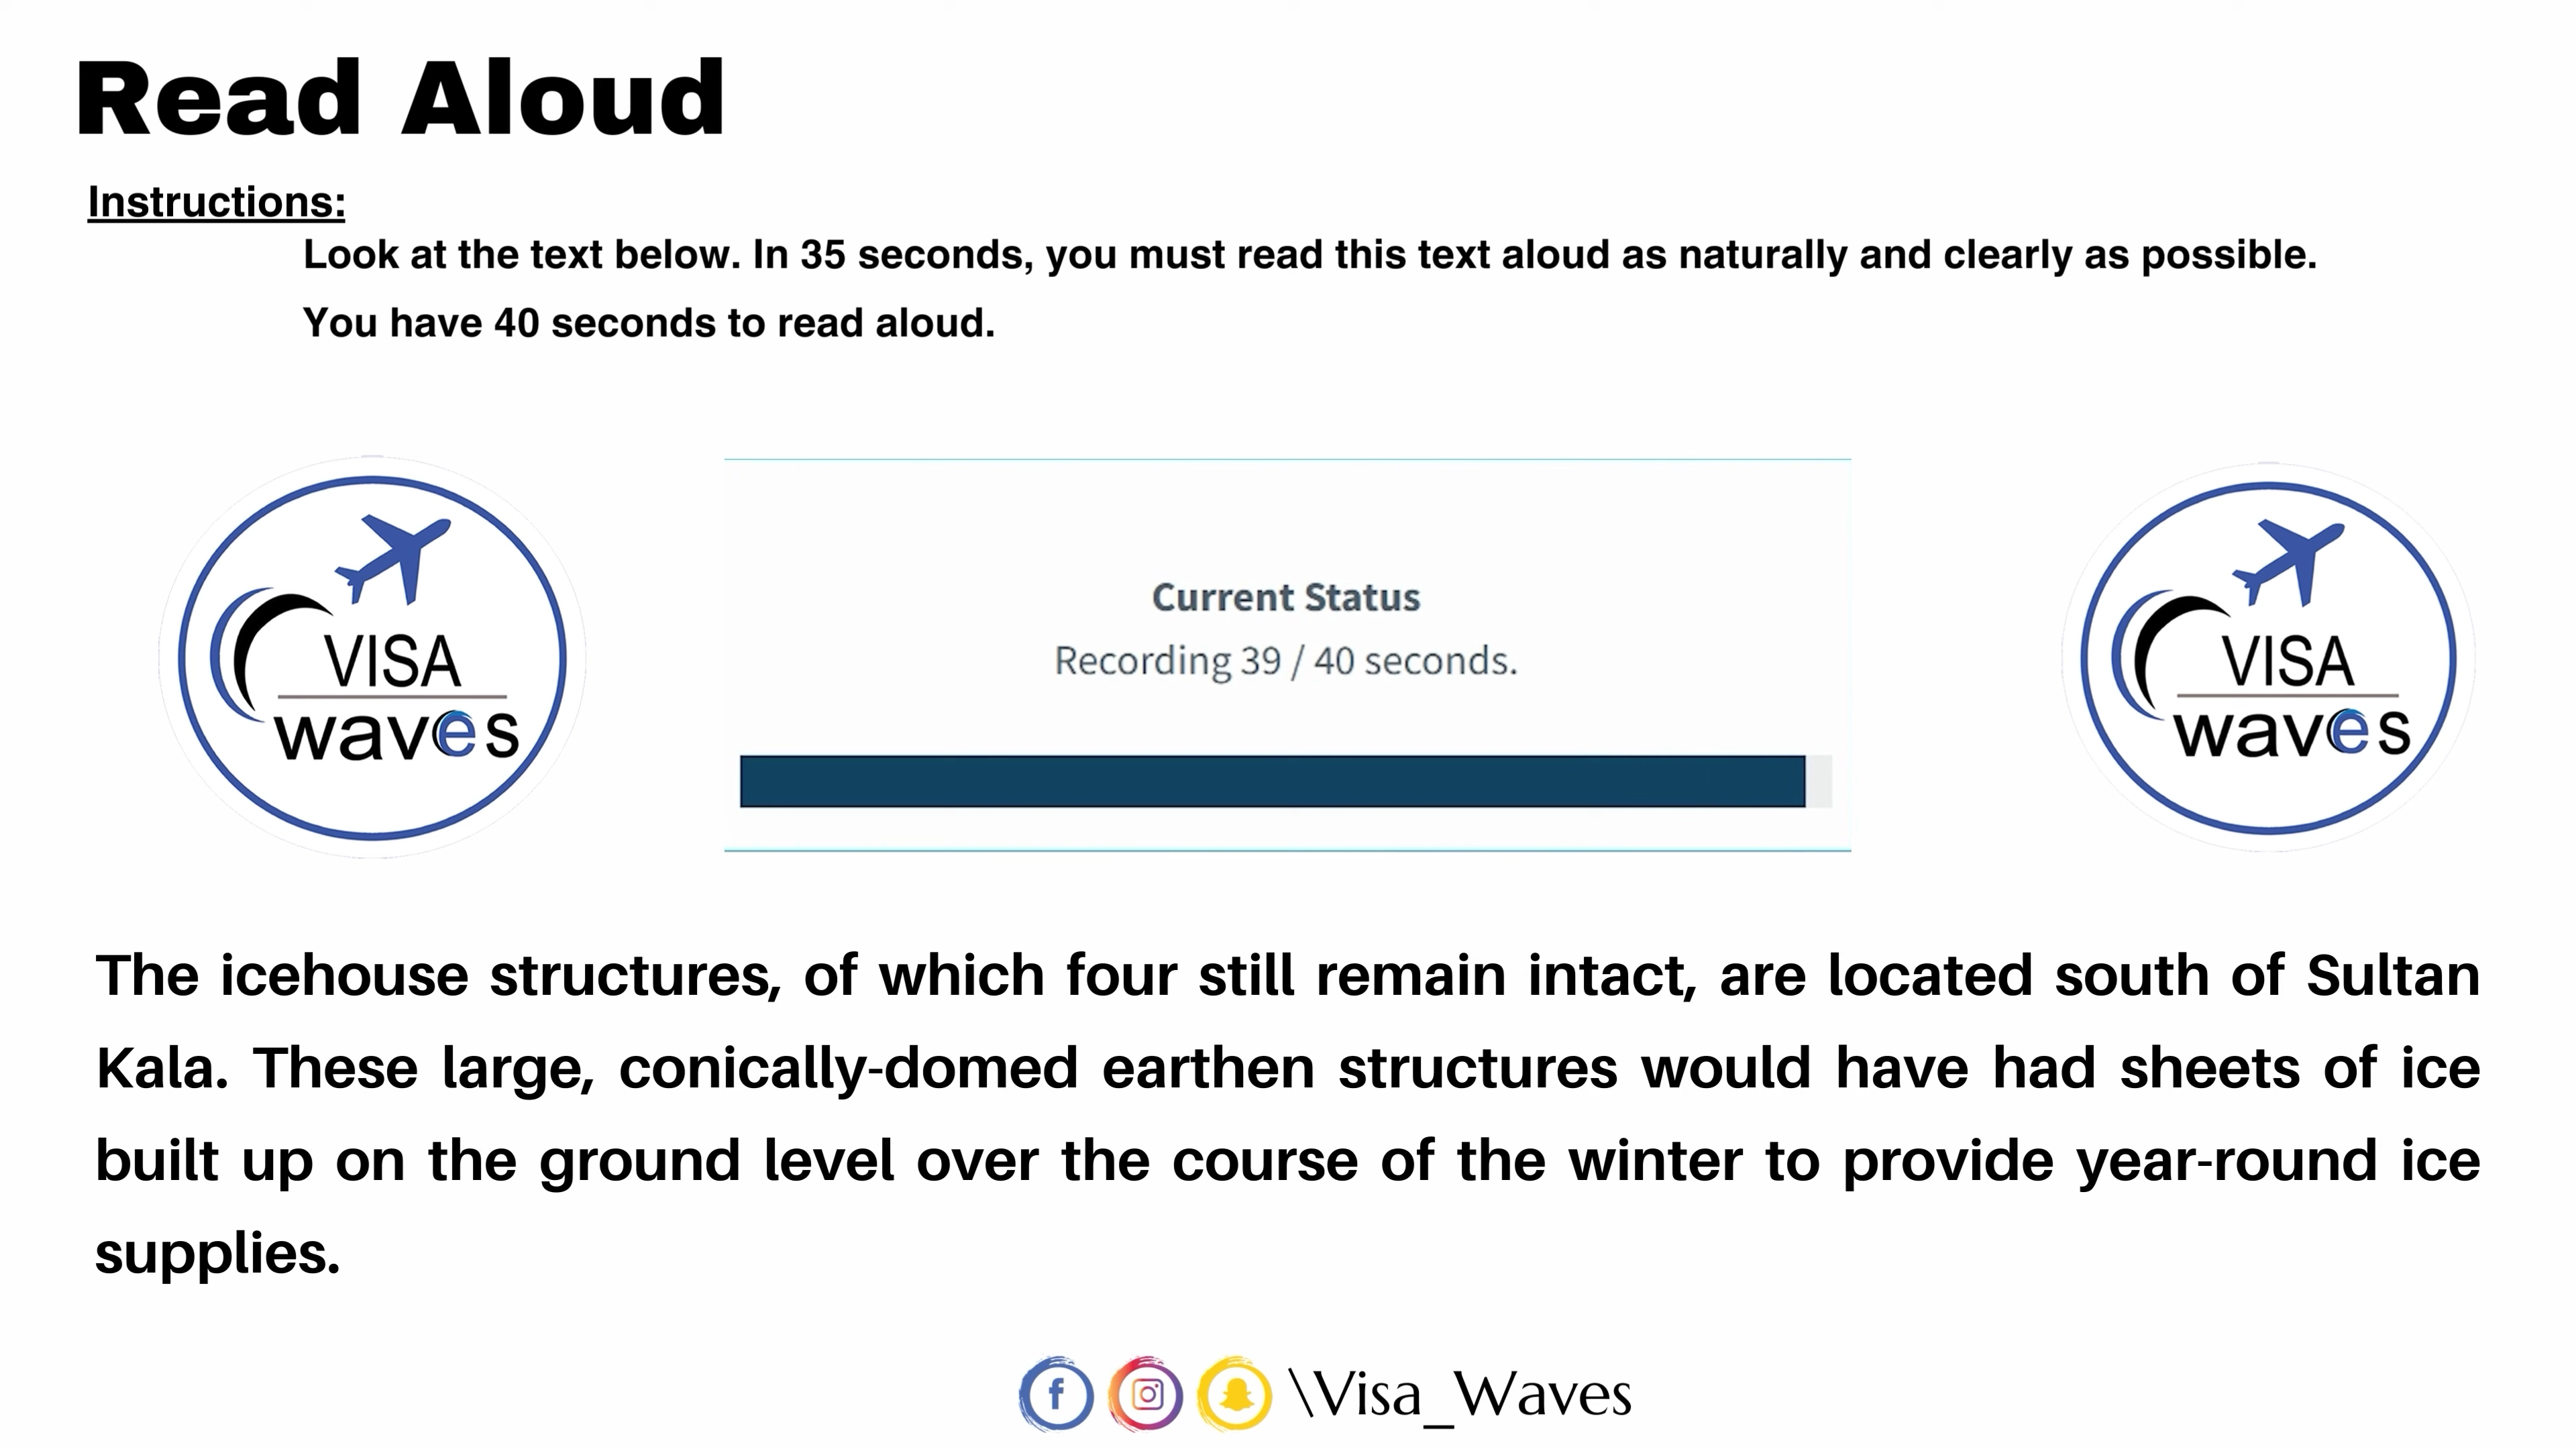 Read Aloud
Instructions:
Look at the text below. In 35 seconds, you must read this text aloud as naturally and clearly as possible.
You have 40 seconds to read aloud.
VISA
waves
Current Status
Recording 39 / 40 seconds.
VISA
waves
The icehouse structures, of which four still remain intact, are located south of Sultan
Kala. These large, conically-domed earthen structures would have had sheets of ice
built up on the ground level over the course of the winter to provide year-round ice
supplies.
\Visa_Waves